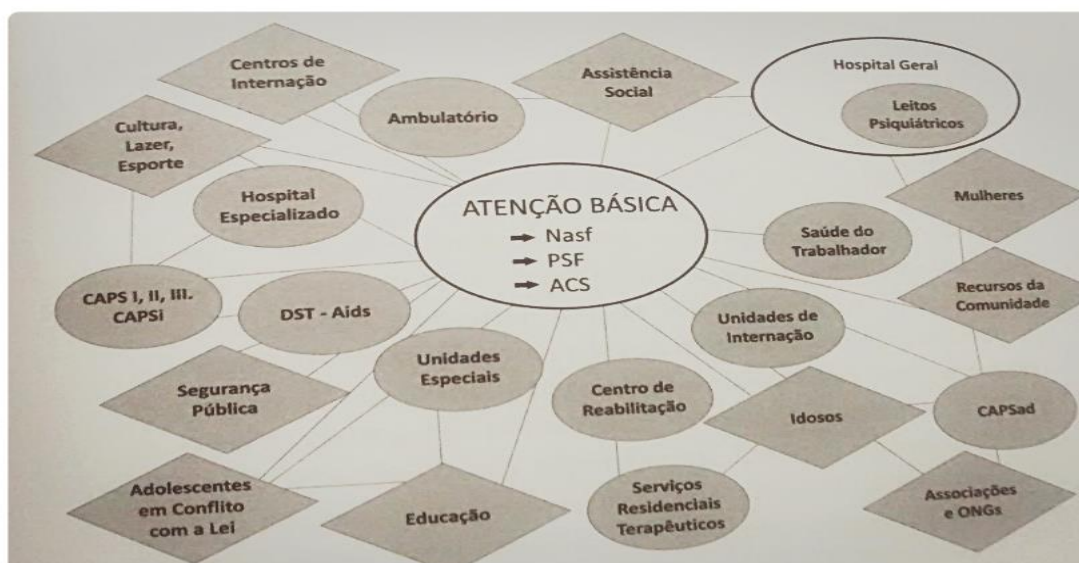 Centros de
Internação
Ambulatório
Assistência
Social
Hospital Geral
Leitos
Psiquiátricos
Cultura,
Lazer,
Esporte
Hospital
Especializado
ATENÇÃO BÁSICA
➡ Nasf
➡ PSF
➡ ACS
Mulheres
Saúde do
Trabalhador
Recursos da
Comunidade
CAPS I, II, III.
CAPSi
DST - Aids
Unidades de
Internação
Unidades
Especiais
Segurança
Pública
Centro de
Reabilitação
Idosos
CAPSad
Adolescentes
em Conflito
com a Lei
Educação
Serviços
Residenciais
Terapêuticos
Associações
e ONGs